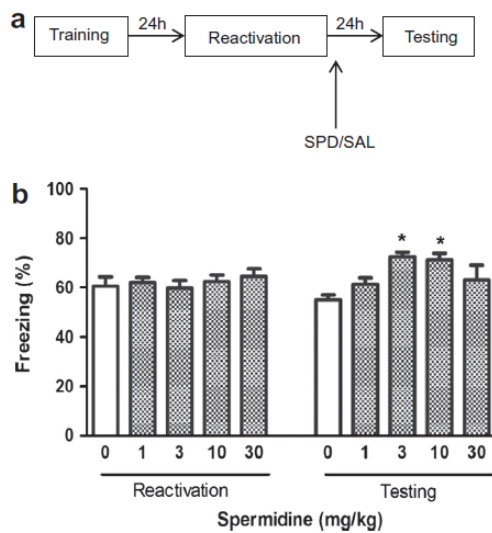 a
24h 24h
Training Reactivation Testing
SPD/SAL
b
100
80
60
40
20
0
Freezing (%)
* *
0 1 3 10 30 0 1 3 10 30
Reactivation Testing
Spermidine (mg/kg)